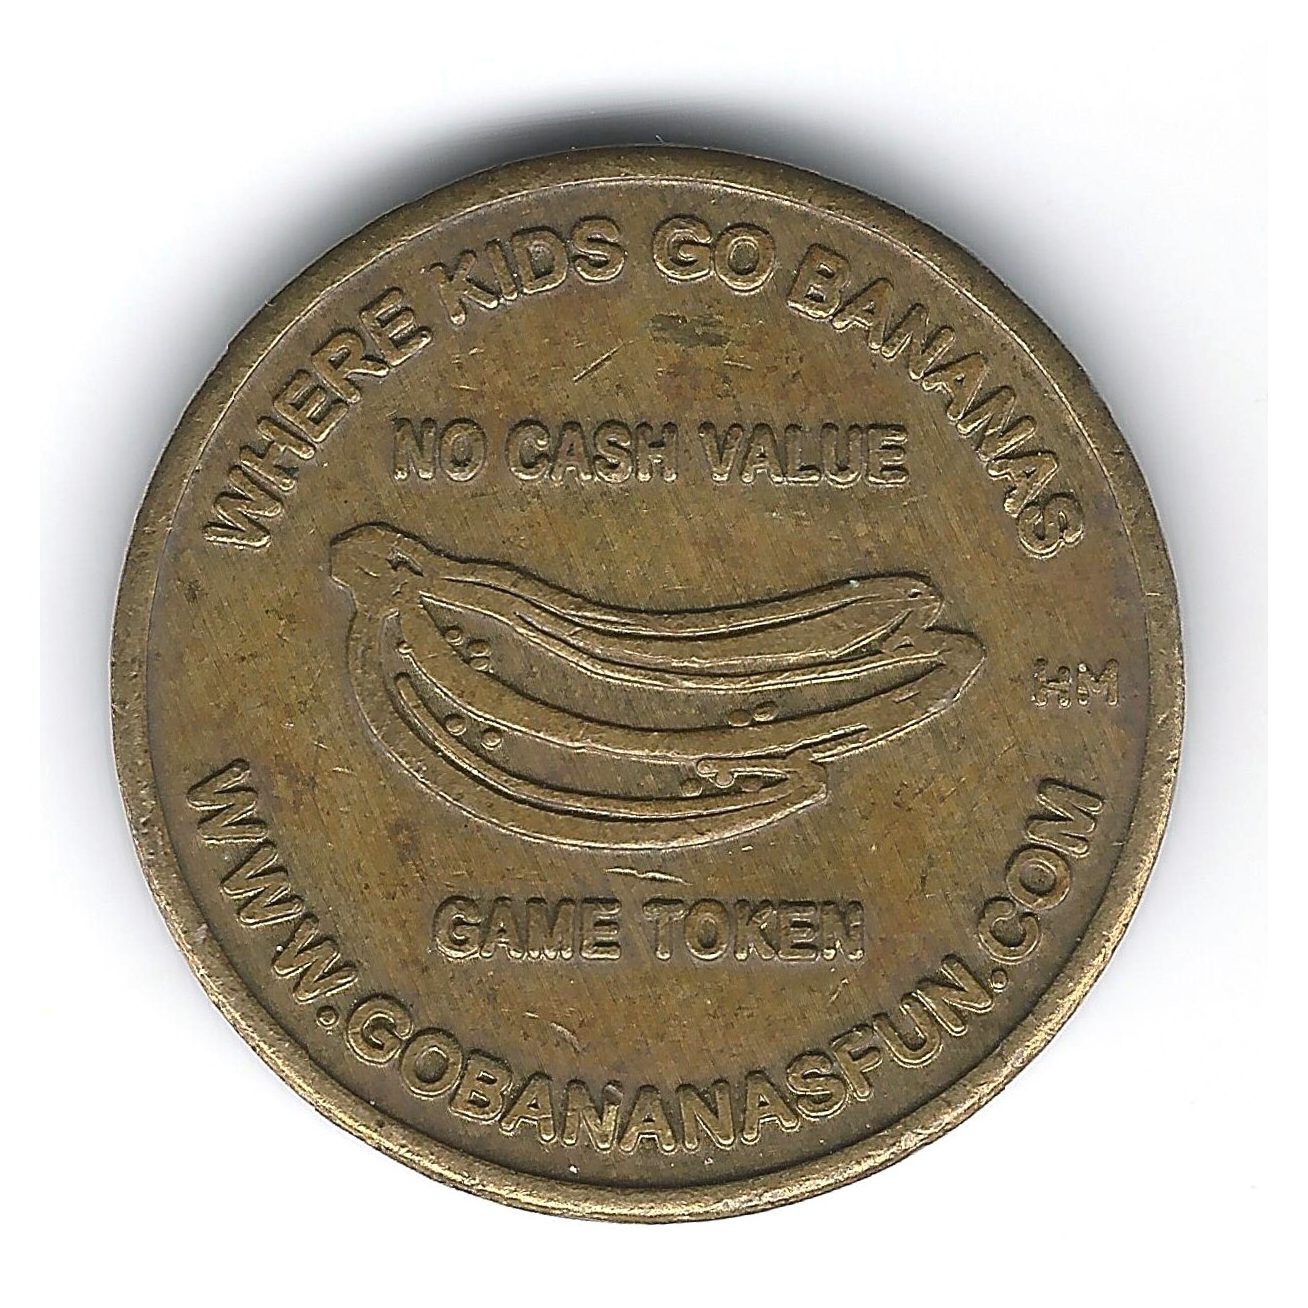 WHERE KIDS GO BANANAS
NO CASH VALUE
HM
GAME TOKEN
WWW.GOBANANASFUN.COM